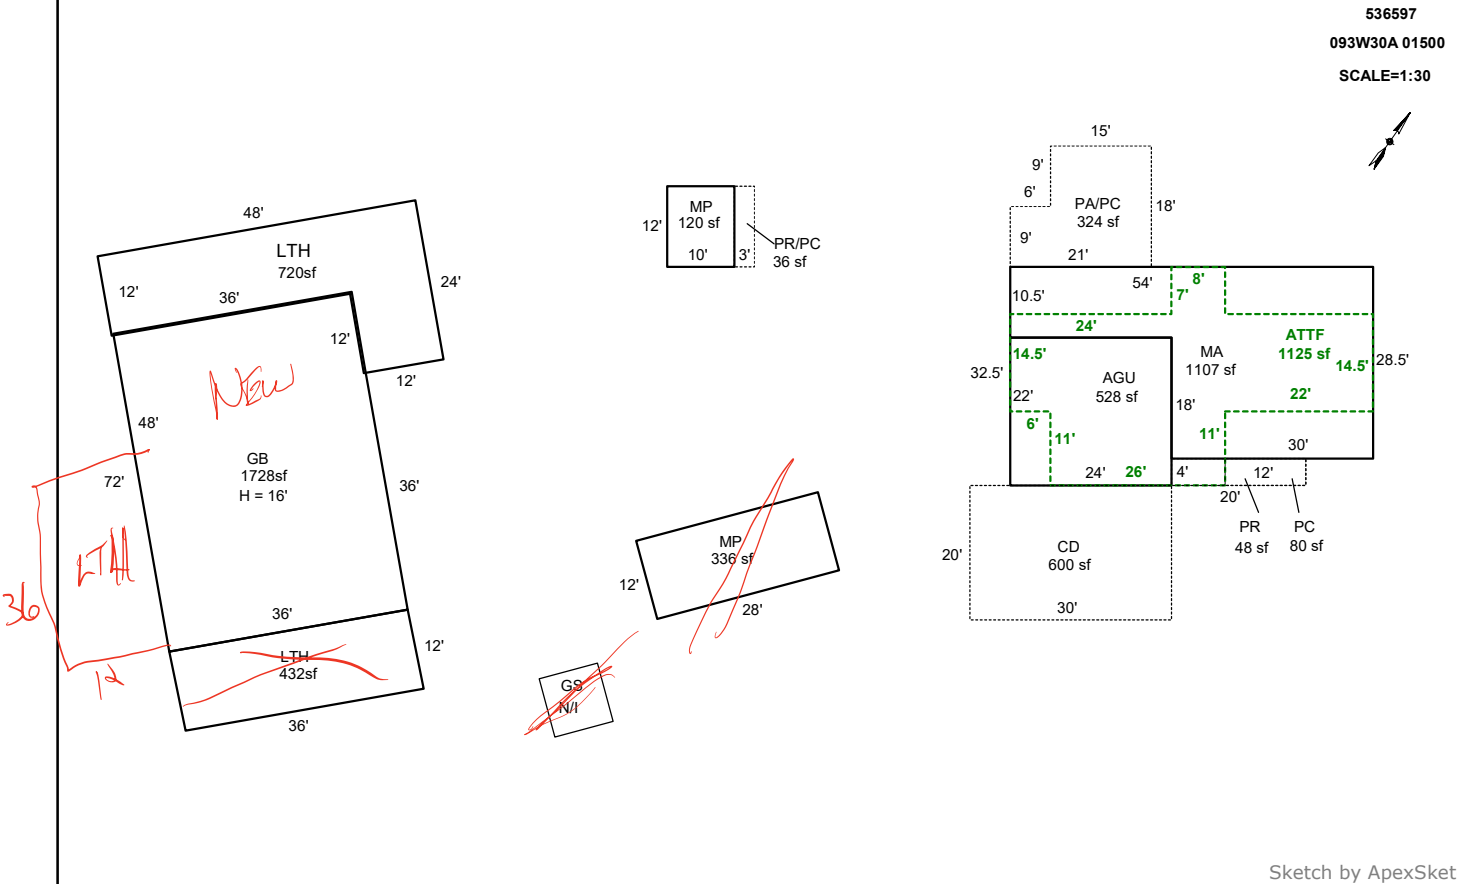 536597
093W30A 01500
SCALE=1:30
48'
LTH
720sf
12'
36'
24'
12'
12'
NEW
48'
GB
1728sf
H = 16'
72'
36'
LTH
36
12
36'
12'
LTH
432sf
36'
MP
120 sf
12'
10'
3'
PR/PC
36 sf
MP
336 sf
12'
28'
GS
N/I
15'
9'
6'
PA/PC
324 sf
18'
9'
21'
54'
8'
7'
10.5'
24'
ATTF
1125 sf
14.5'
MA
1107 sf
14.5'
28.5'
32.5'
AGU
528 sf
22'
22'
18'
6'
11'
11'
30'
24'
26'
4'
12'
20'
PR
48 sf
PC
80 sf
20'
CD
600 sf
30'
Sketch by ApexSket